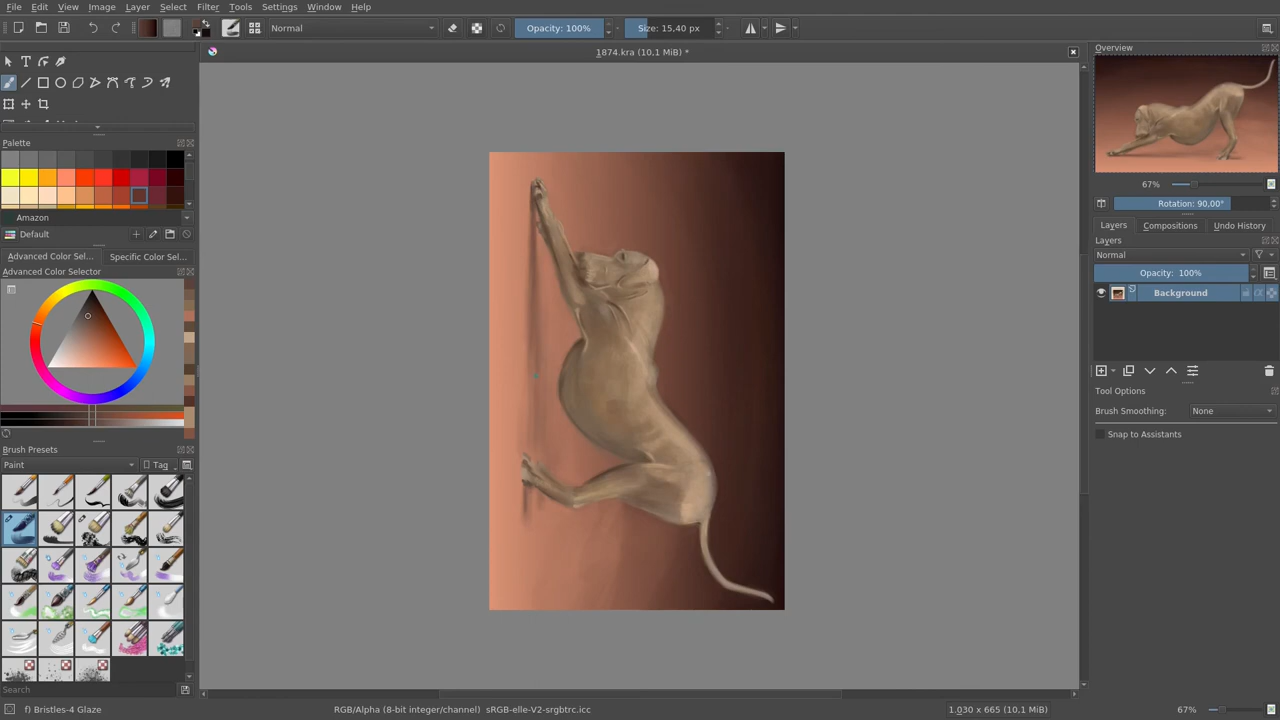 File Edit View Image Layer Select Filter Tools Settings Window Help
Normal
Opacity: 100%
Size: 15,40 px
1874.kra (10,1 MiB) *
Overview
67%
Rotation: 90,00°
Layers Compositions Undo History
Layers
Normal
Opacity: 100%
Background
Tool Options
Brush Smoothing: None
Snap to Assistants
Palette
Amazon
Default
Advanced Color Sel... Specific Color Sel...
Advanced Color Selector
Brush Presets
Paint
Tag
Search
f) Bristles-4 Glaze
RGB/Alpha (8-bit integer/channel) sRGB-elle-V2-srgbtrc.icc
1.030 x 665 (10,1 MiB)
67%